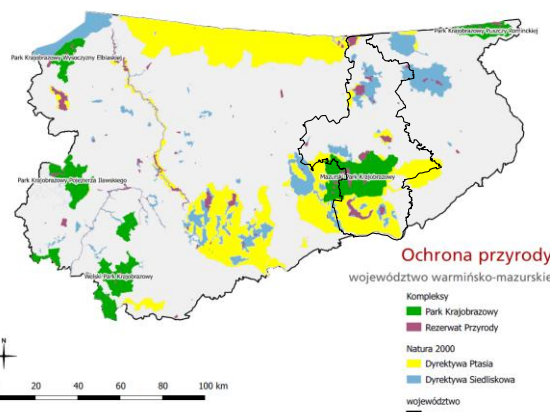 Park Krajobrazowy Puszczy Rominckiej
Park Krajobrazowy Wysoczyzny Elbląskiej
Mazurski Park Krajobrazowy
Park Krajobrazowy Pojezierza Iławskiego
Welski Park Krajobrazowy
Ochrona przyrody
województwo warmińsko-mazurskie
Kompleksy
Park Krajobrazowy
Rezerwat Przyrody
Natura 2000
Dyrektywa Ptasia
Dyrektywa Siedliskowa
województwo
N
20 40 60 80 100 km